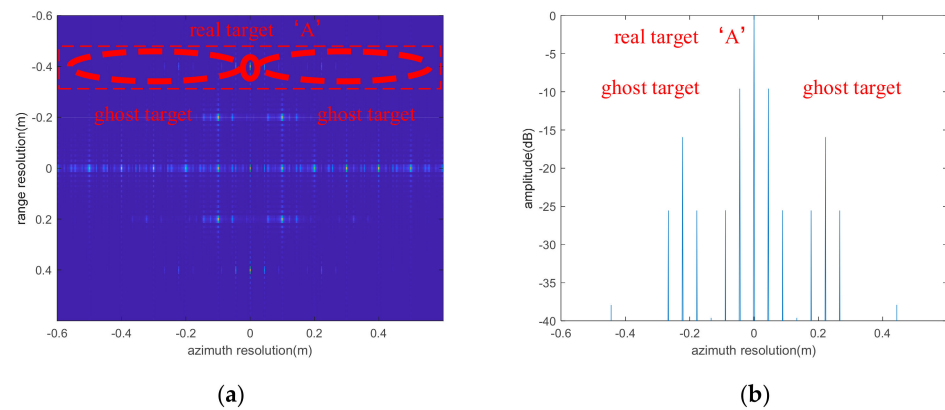 real target ‘A’
ghost target
ghost target
-0.6
-0.4
-0.2
0
0.2
0.4
range resolution(m)
-0.6
-0.4
-0.2
0
0.2
0.4
azimuth resolution(m)
(a)
real target ‘A’
ghost target
ghost target
0
-5
-10
-15
-20
-25
-30
-35
-40
amplitude(dB)
-0.6
-0.4
-0.2
0
0.2
0.4
azimuth resolution(m)
(b)